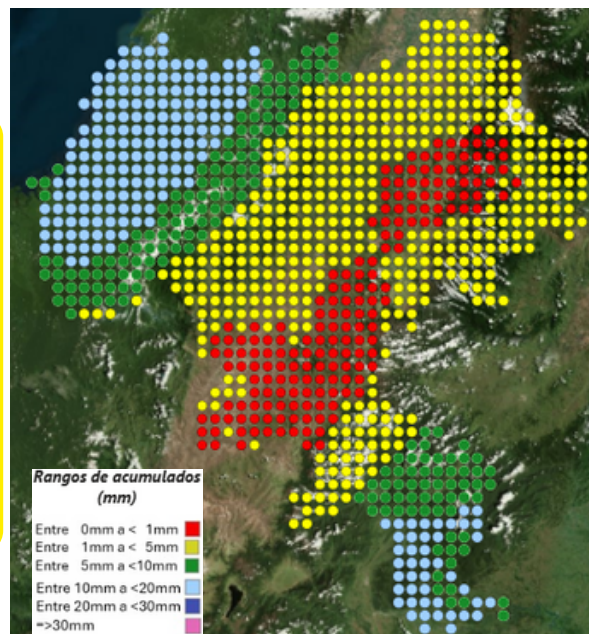 Rangos de acumulados
(mm)
Entre 0mm a < 1mm
Entre 1mm a < 5mm
Entre 5mm a <10mm
Entre 10mm a <20mm
Entre 20mm a <30mm
=>30mm